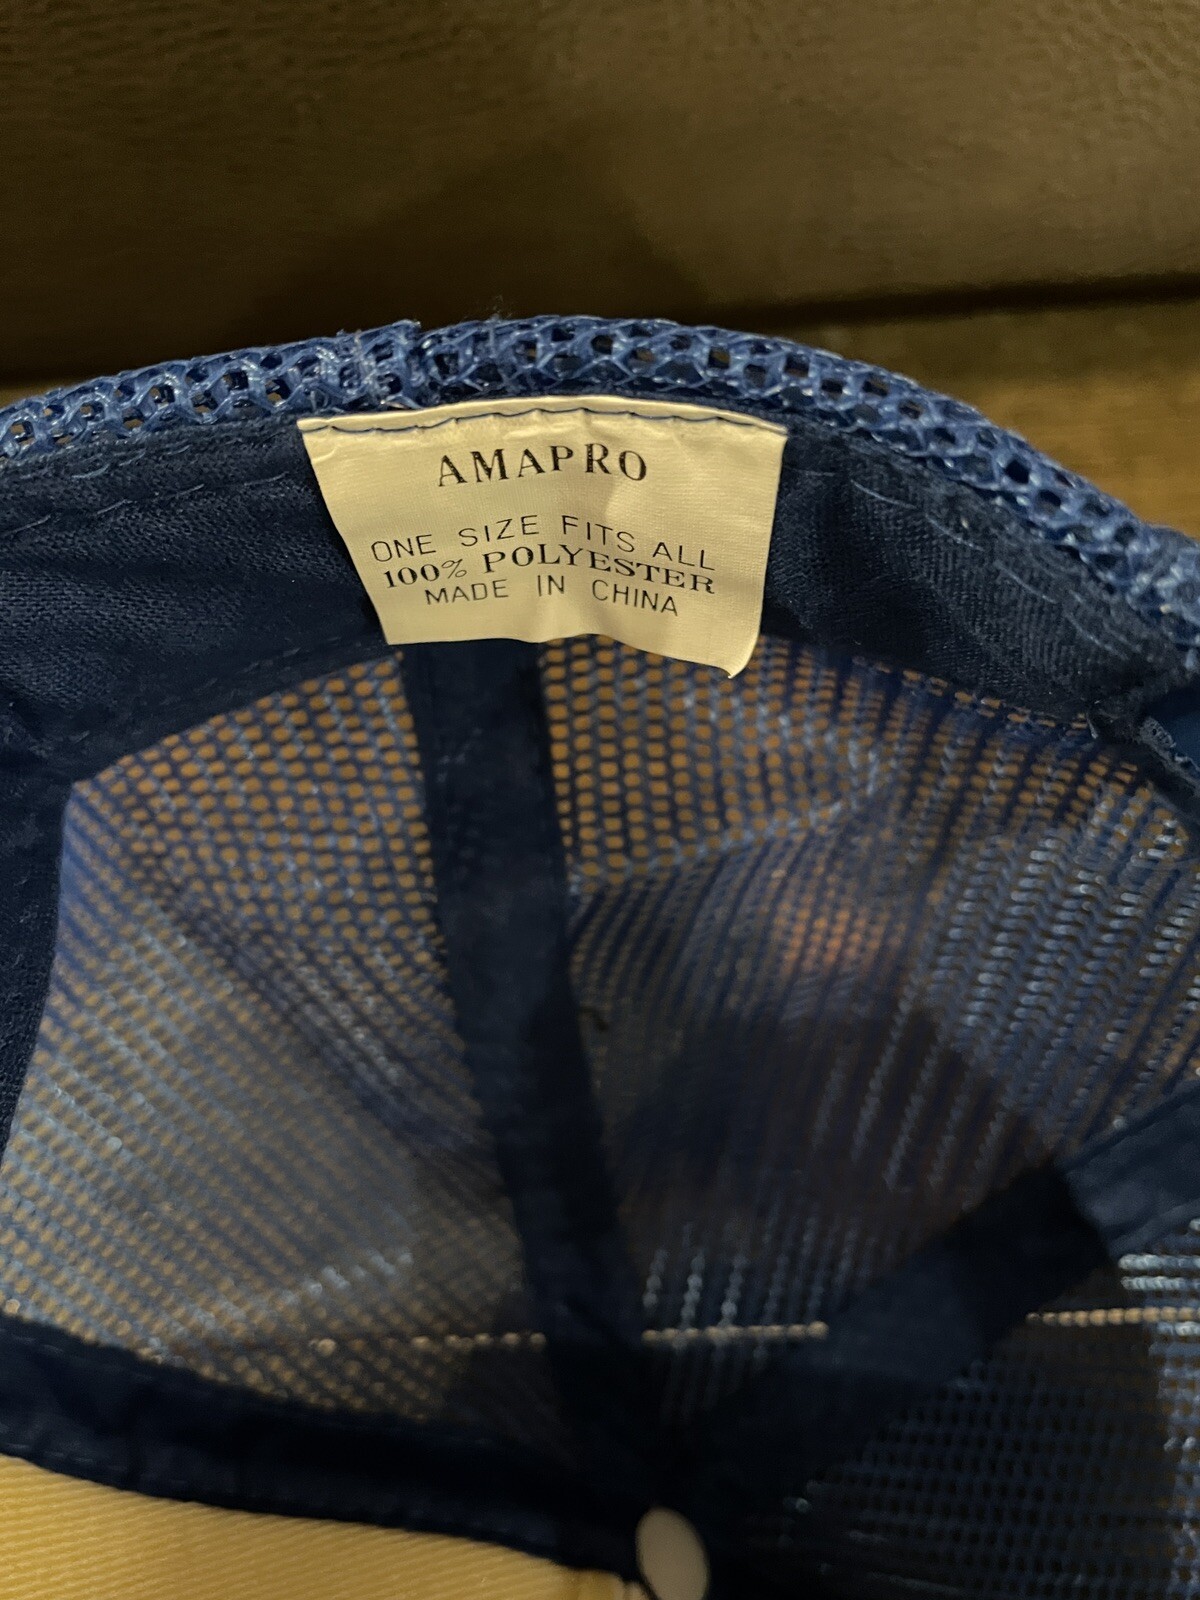 AMAPRO
ONE SIZE FITS ALL
100% POLYESTER
MADE IN CHINA